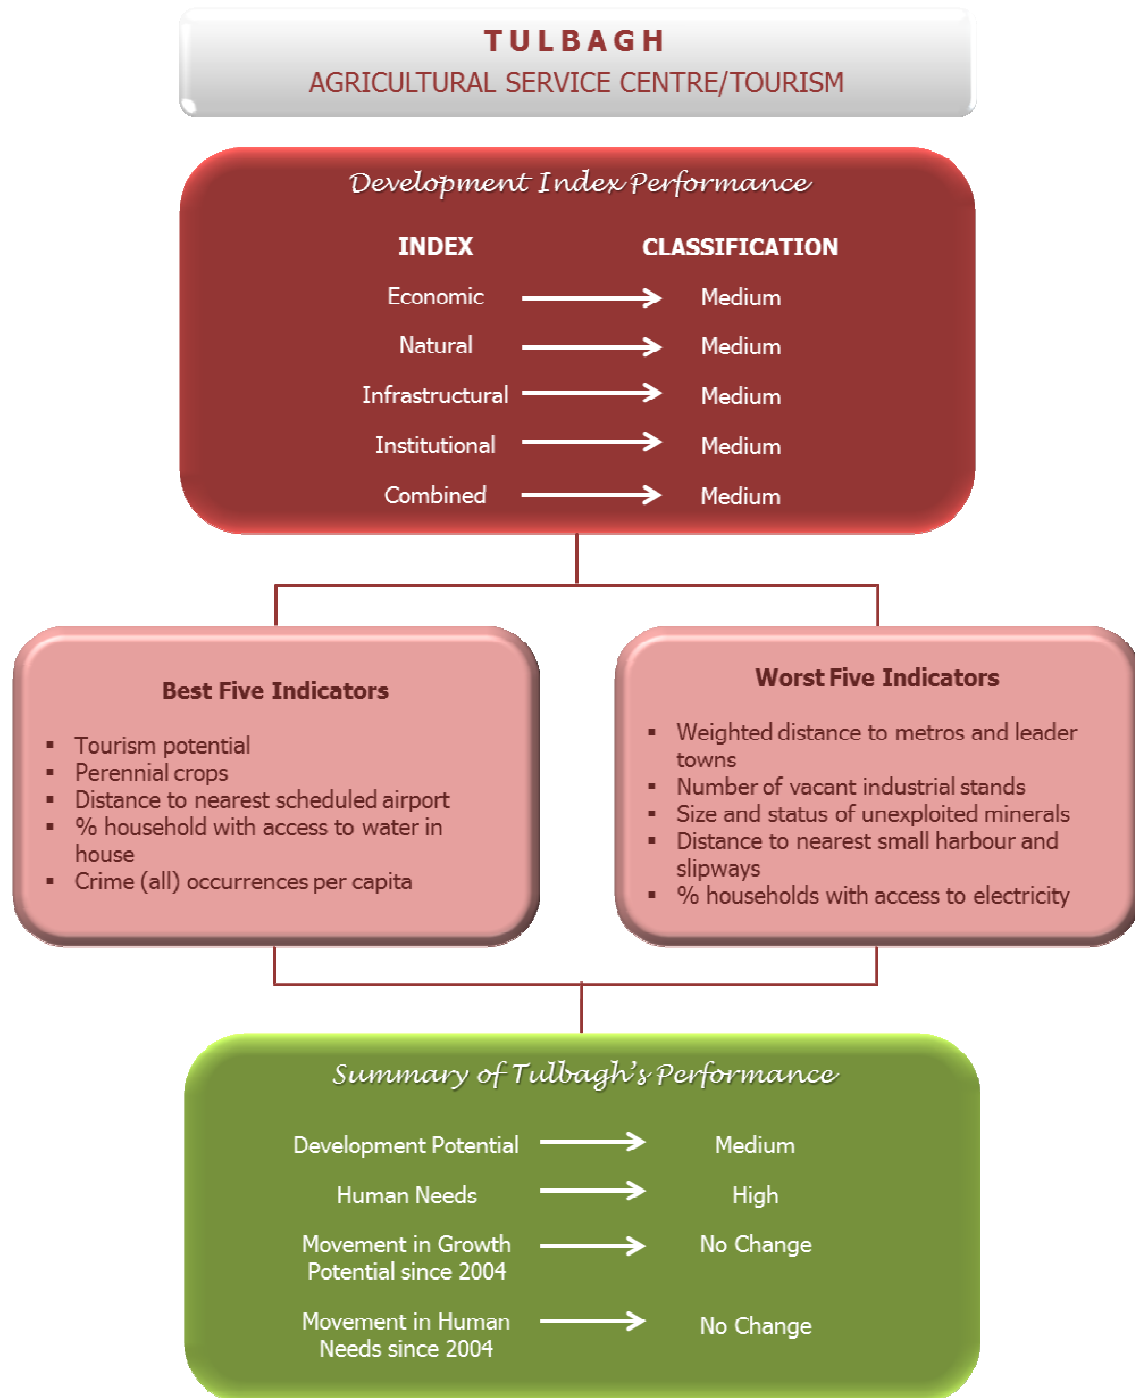 TULBAGH
AGRICULTURAL SERVICE CENTRE/TOURISM
Development Index Performance
INDEX CLASSIFICATION
Economic Medium
Natural Medium
Infrastructural Medium
Institutional Medium
Combined Medium
Best Five Indicators
▪ Tourism potential
▪ Perennial crops
▪ Distance to nearest scheduled airport
▪ % household with access to water in
house
▪ Crime (all) occurrences per capita
Worst Five Indicators
▪ Weighted distance to metros and leader
towns
▪ Number of vacant industrial stands
▪ Size and status of unexploited minerals
▪ Distance to nearest small harbour and
slipways
▪ % households with access to electricity
Summary of Tulbagh's Performance
Development Potential Medium
Human Needs High
Movement in Growth No Change
Potential since 2004
Movement in Human No Change
Needs since 2004